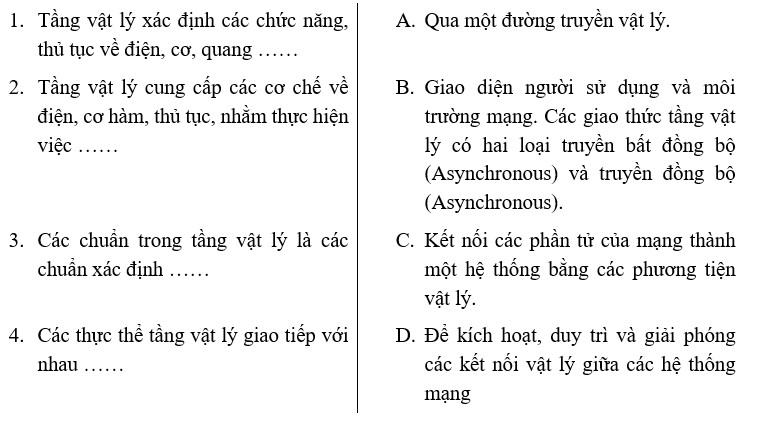 1. Tầng vật lý xác định các chức năng,
thủ tục về điện, cơ, quang ……
2. Tầng vật lý cung cấp các cơ chế về
điện, cơ hàm, thủ tục, nhằm thực hiện
việc ……
3. Các chuẩn trong tầng vật lý là các
chuẩn xác định ……
4. Các thực thể tầng vật lý giao tiếp với
nhau ……
A. Qua một đường truyền vật lý.
B. Giao diện người sử dụng và môi
trường mạng. Các giao thức tầng vật
lý có hai loại truyền bất đồng bộ
(Asynchronous) và truyền đồng bộ
(Asynchronous).
C. Kết nối các phần tử của mạng thành
một hệ thống bằng các phương tiện
vật lý.
D. Để kích hoạt, duy trì và giải phóng
các kết nối vật lý giữa các hệ thống
mạng